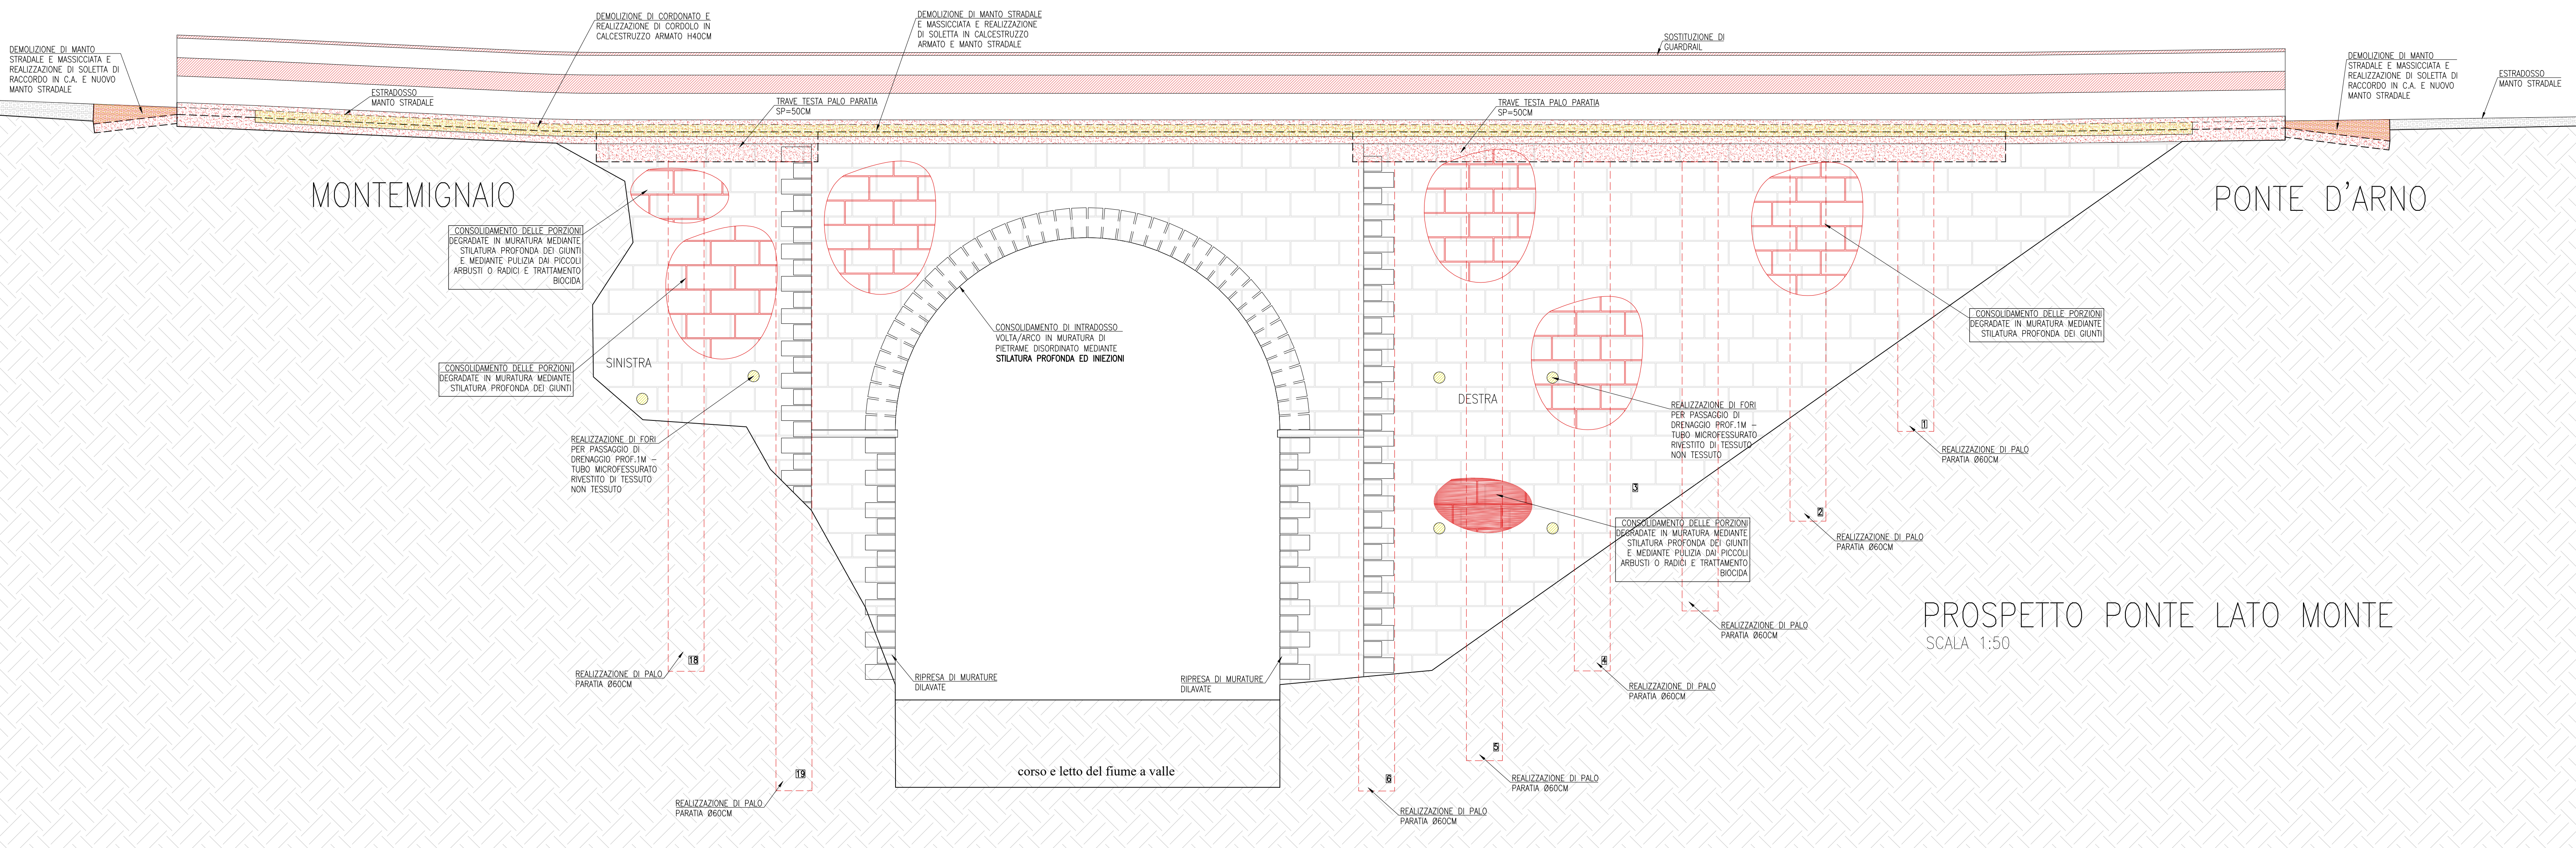 DEMOLIZIONE DI MANTO
STRADALE E MASSICCIATA E
REALIZZAZIONE DI SOLETTA DI
RACCORDO IN C.A. E NUOVO
MANTO STRADALE
DEMOLIZIONE DI CORDONATO E
REALIZZAZIONE DI CORDOLO IN
CALCESTRUZZO ARMATO H40CM
DEMOLIZIONE DI MANTO STRADALE
E MASSICCIATA E REALIZZAZIONE
DI SOLETTA IN CALCESTRUZZO
ARMATO E MANTO STRADALE
SOSTITUZIONE DI
GUARDRAIL
DEMOLIZIONE DI MANTO
STRADALE E MASSICCIATA E
REALIZZAZIONE DI SOLETTA DI
RACCORDO IN C.A. E NUOVO
MANTO STRADALE
ESTRADOSSO
MANTO STRADALE
ESTRADOSSO
MANTO STRADALE
TRAVE TESTA PALO PARATIA
SP=50CM
TRAVE TESTA PALO PARATIA
SP=50CM
MONTEMIGNAIO
PONTE D'ARNO
CONSOLIDAMENTO DELLE PORZIONI
DEGRADATE IN MURATURA MEDIANTE
STILATURA PROFONDA DEI GIUNTI
E MEDIANTE PULIZIA DAI PICCOLI
ARBUSTI O RADICI E TRATTAMENTO
BIOCIDA
CONSOLIDAMENTO DI INTRADOSSO
VOLTA/ARCO IN MURATURA DI
PIETRAME DISORDINATO MEDIANTE
STILATURA PROFONDA ED INIEZIONI
CONSOLIDAMENTO DELLE PORZIONI
DEGRADATE IN MURATURA MEDIANTE
STILATURA PROFONDA DEI GIUNTI
SINISTRA
CONSOLIDAMENTO DELLE PORZIONI
DEGRADATE IN MURATURA MEDIANTE
STILATURA PROFONDA DEI GIUNTI
DESTRA
REALIZZAZIONE DI FORI
PER PASSAGGIO DI
DRENAGGIO PROF.1M –
TUBO MICROFESSURATO
RIVESTITO DI TESSUTO
NON TESSUTO
REALIZZAZIONE DI FORI
PER PASSAGGIO DI
DRENAGGIO PROF.1M –
TUBO MICROFESSURATO
RIVESTITO DI TESSUTO
NON TESSUTO
1
REALIZZAZIONE DI PALO
PARATIA Ø60CM
3
2
REALIZZAZIONE DI PALO
PARATIA Ø60CM
CONSOLIDAMENTO DELLE PORZIONI
DEGRADATE IN MURATURA MEDIANTE
STILATURA PROFONDA DEI GIUNTI
E MEDIANTE PULIZIA DAI PICCOLI
ARBUSTI O RADICI E TRATTAMENTO
BIOCIDA
PROSPETTO PONTE LATO MONTE
SCALA 1:50
REALIZZAZIONE DI PALO
PARATIA Ø60CM
18
REALIZZAZIONE DI PALO
PARATIA Ø60CM
RIPRESA DI MURATURE
DILAVATE
RIPRESA DI MURATURE
DILAVATE
4
REALIZZAZIONE DI PALO
PARATIA Ø60CM
5
REALIZZAZIONE DI PALO
PARATIA Ø60CM
corso e letto del fiume a valle
19
REALIZZAZIONE DI PALO
PARATIA Ø60CM
6
REALIZZAZIONE DI PALO
PARATIA Ø60CM